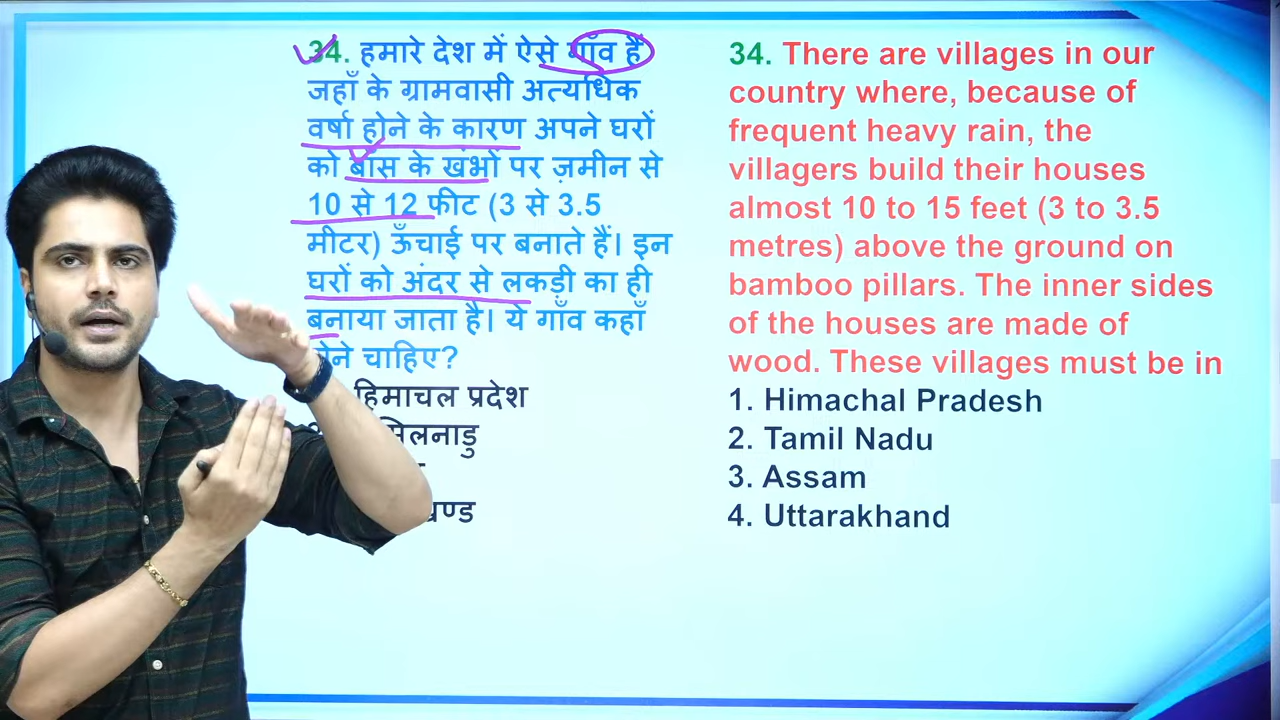 34. हमारे देश में ऐसे गाँव हैं
जहाँ के ग्रामवासी अत्यधिक
वर्षा होने के कारण अपने घरों
को बाँस के खंभों पर ज़मीन से
10 से 12 फीट (3 से 3.5
मीटर) ऊँचाई पर बनाते हैं। इन
घरों को अंदर से लकड़ी का ही
बनाया जाता है। ये गाँव कहाँ
चाहिए?
हिमाचल प्रदेश
34. There are villages in our
country where, because of
frequent heavy rain, the
villagers build their houses
almost 10 to 15 feet (3 to 3.5
metres) above the ground on
bamboo pillars. The inner sides
of the houses are made of
wood. These villages must be in
1. Himachal Pradesh
2. Tamil Nadu
3. Assam
4. Uttarakhand